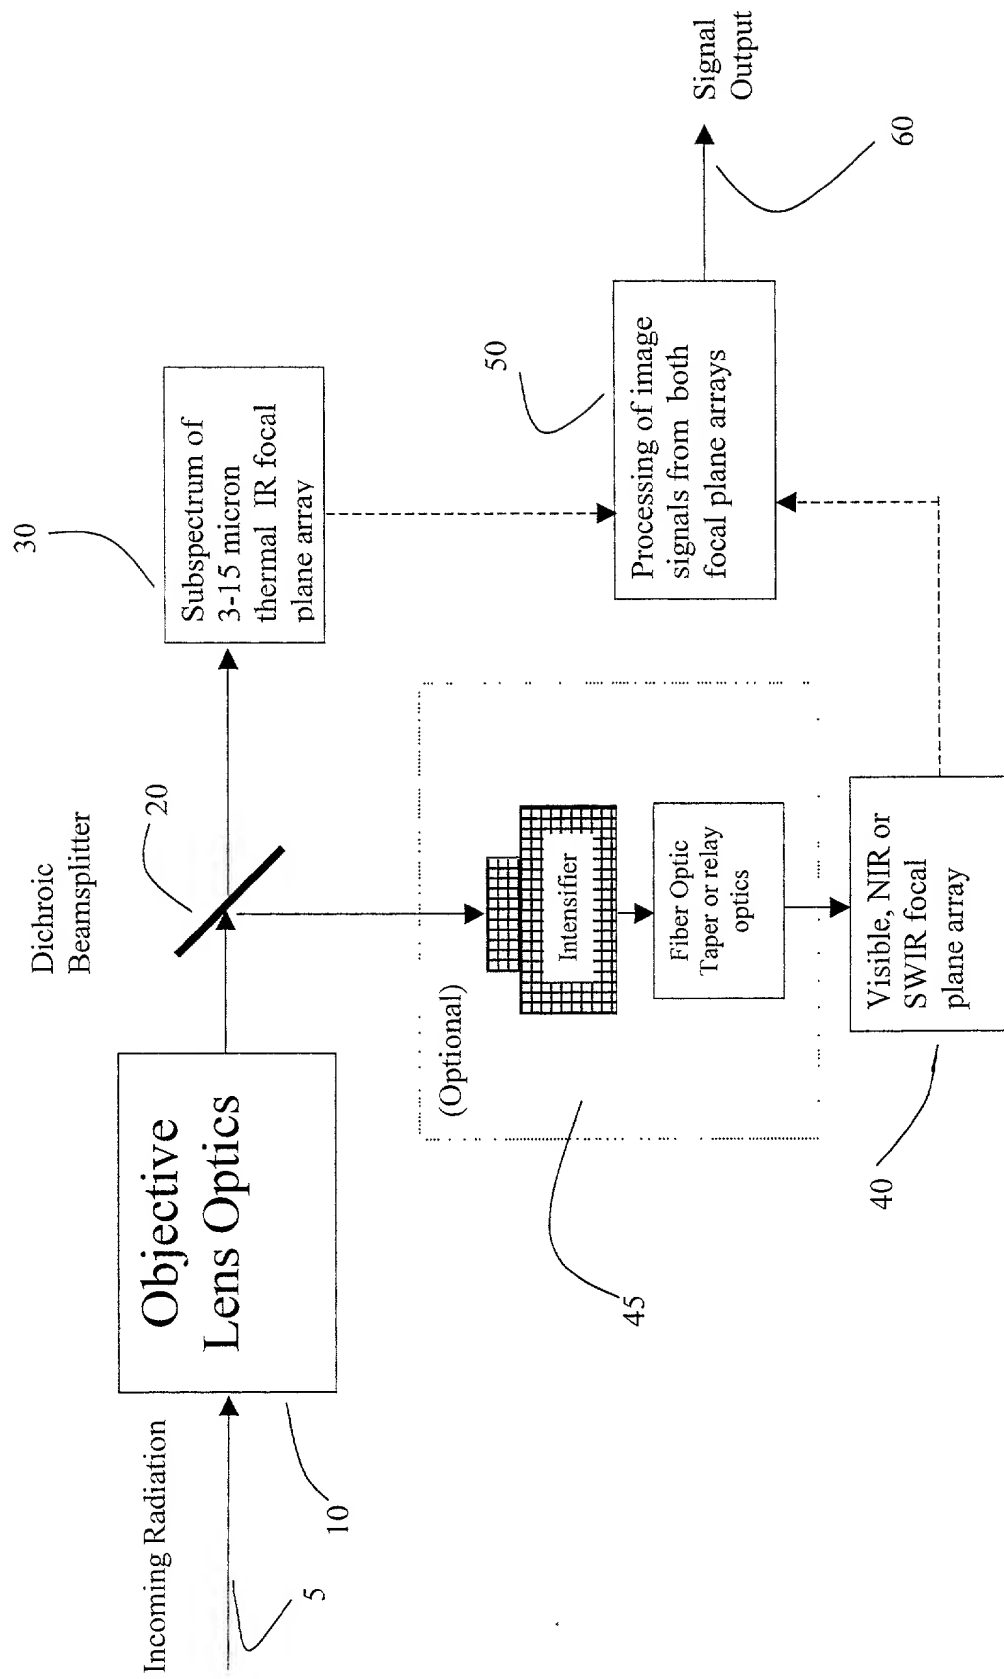 Incoming Radiation
5
10
Objective
Lens Optics
Dichroic
Beamsplitter
20
30
Subspectrum of
3-15 micron
thermal IR focal
plane array
(Optional)
Intensifier
Fiber Optic
Taper or relay
optics
45
40
Visible, NIR or
SWIR focal
plane array
50
Processing of image
signals from both
focal plane arrays
60
Signal
Output